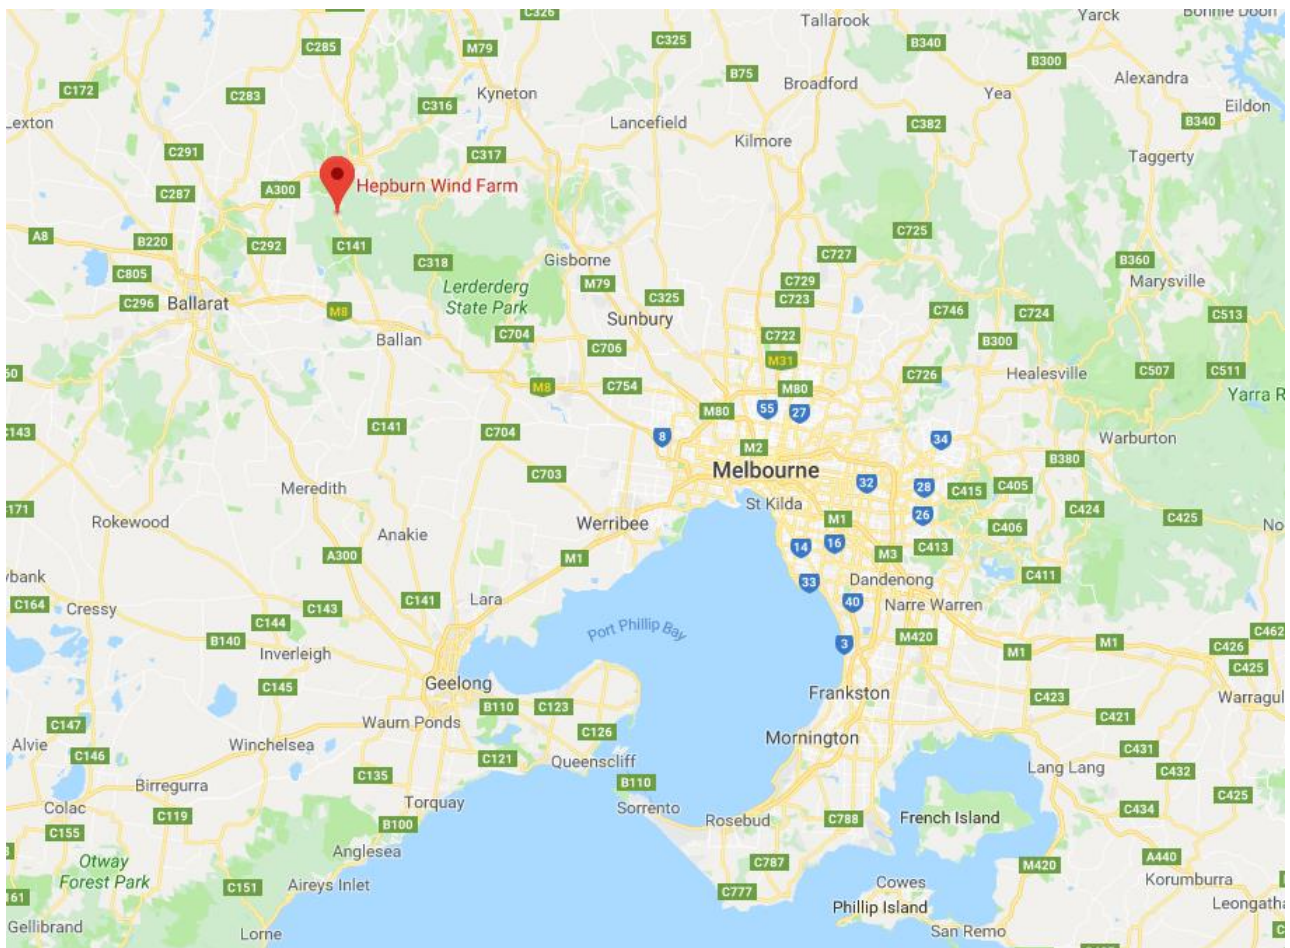 C326
Tallarook
Yarck
Bonnie Doon
C285
M79
C325
B340
B300
B75
Broadford
Alexandra
C172
C283
Kyneton
Yea
C316
Eildon
Lexton
Lancefield
C382
B340
Kilmore
C291
C317
Taggerty
C287
A300
Hepburn Wind Farm
A8
B220
C292
C141
C725
C318
Gisborne
C727
B360
C805
Lerderderg
State Park
M79
C729
Marysville
C296
Ballarat
C325
C723
M8
Sunbury
C746
C724
C513
Ballan
C704
C722
B300
C706
M31
M8
C754
M80
C726
Healesville
C507
C511
Yarra R
M80
55
27
C141
C704
8
34
Warburton
C143
M2
B380
Melbourne
C703
32
28
C415
C405
Meredith
St Kilda
C171
C424
Rokewood
Werribee
M1
26
C425
No
Anakie
C406
A300
M1
14
16
M3
C413
33
Dandenong
C411
C164
Cressy
C143
C141
Lara
40
Narre Warren
C144
Port Phillip Bay
C462
B140
M420
M1
C426
Inverleigh
3
M1
C425
Geelong
C145
Frankston
C423
Warragul
B110
C123
C147
Waurn Ponds
C126
C421
Alvie
Winchelsea
Mornington
C146
C121
Queenscliff
C431
Lang Lang
C432
Birregurra
C135
B110
Colac
Torquay
Sorrento
C425
C119
Rosebud
C788
French Island
C434
C155
B100
Anglesea
Otway
Forest Park
C787
M420
A440
C151
Aireys Inlet
C777
Cowes
Korumburra
Phillip Island
Gellibrand
Lorne
San Remo